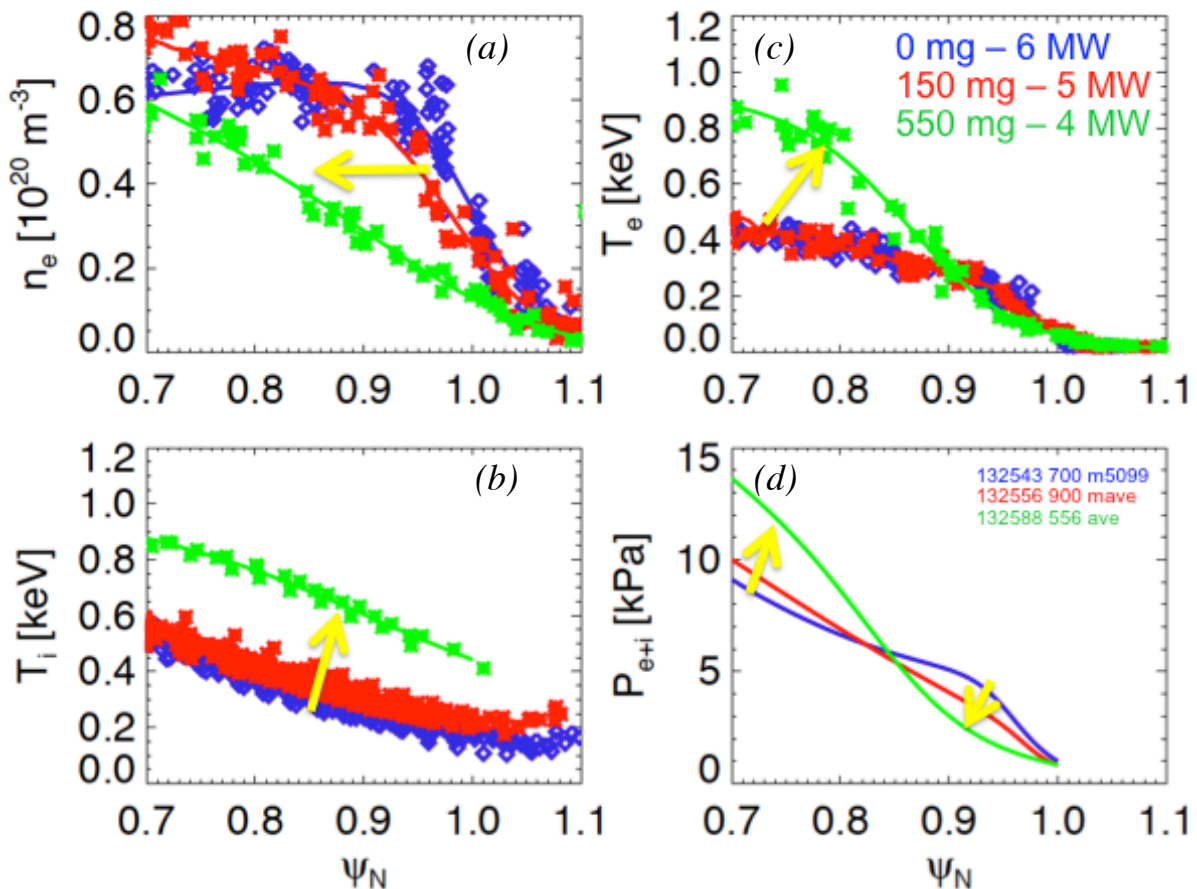 (a)
n_e [10^20 m^-3]
0.8
0.6
0.4
0.2
0.0
0.7 0.8 0.9 1.0 1.1
(c)
0 mg – 6 MW
150 mg – 5 MW
550 mg – 4 MW
T_e [keV]
1.2
1.0
0.8
0.6
0.4
0.2
0.0
0.7 0.8 0.9 1.0 1.1
(b)
T_i [keV]
1.2
1.0
0.8
0.6
0.4
0.2
0.0
0.7 0.8 0.9 1.0 1.1
ψ_N
(d)
132543 700 m5099
132556 900 mave
132588 556 ave
P_e+i [kPa]
15
10
5
0
0.7 0.8 0.9 1.0 1.1
ψ_N